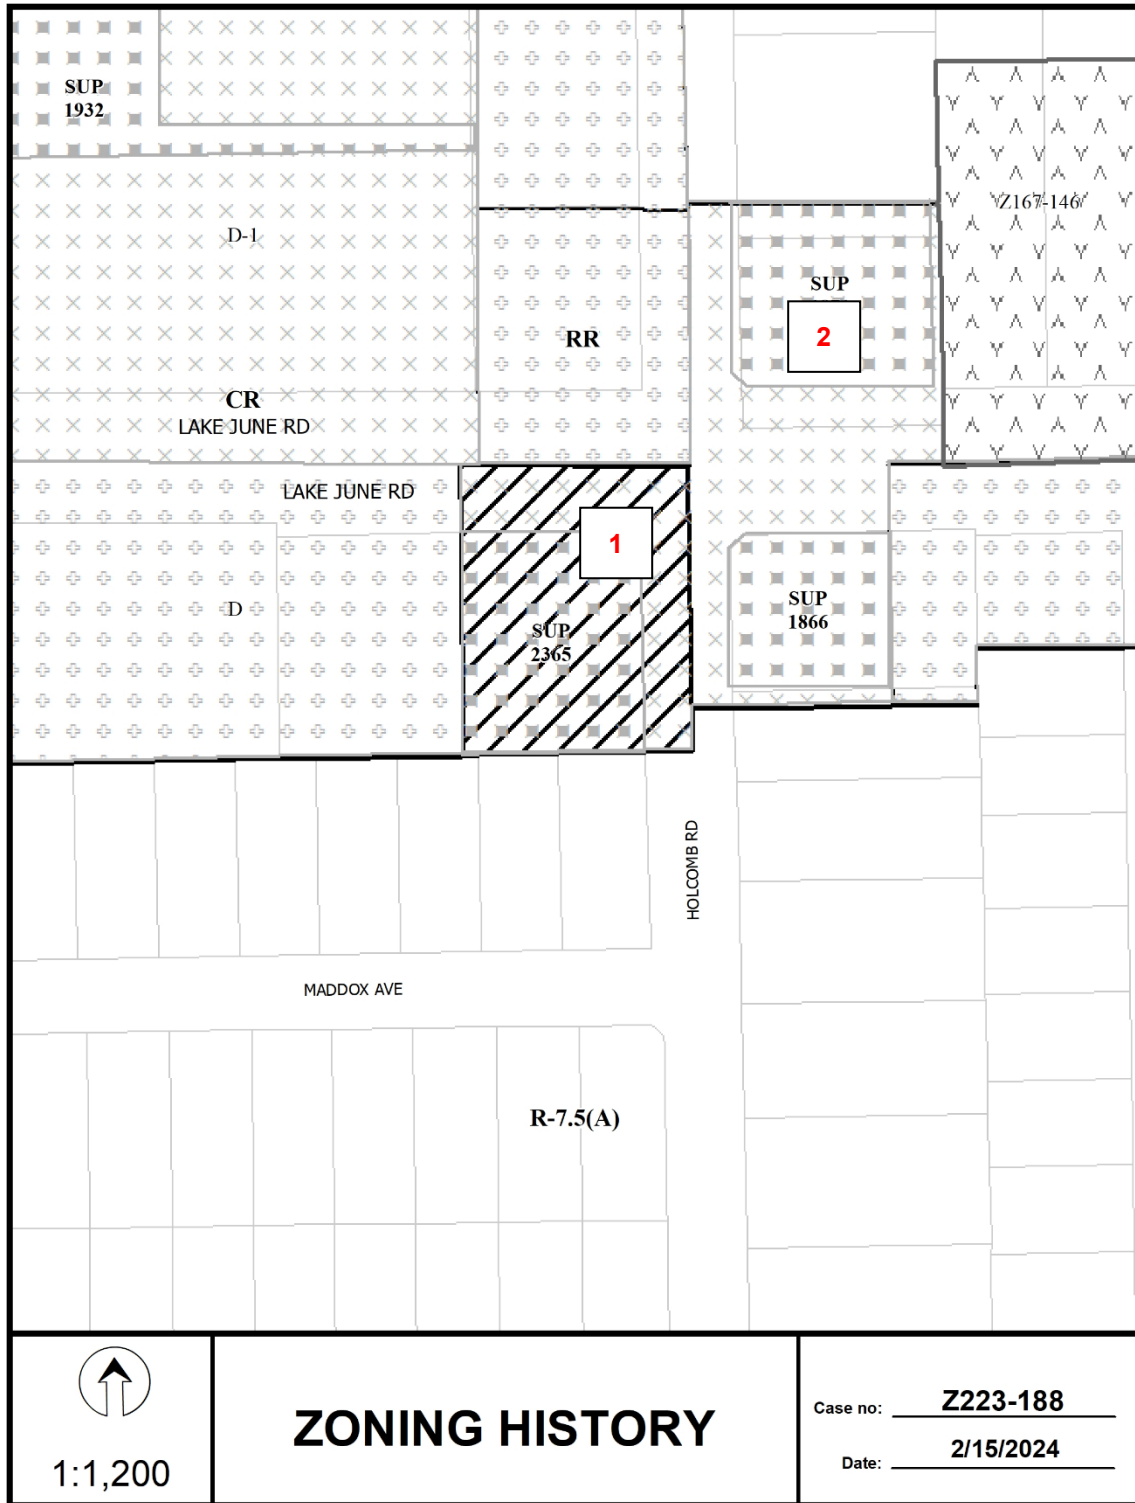 SUP
1932
Z167-146
D-1
SUP
2
RR
CR
LAKE JUNE RD
LAKE JUNE RD
1
D
SUP
2365
SUP
1866
HOLCOMB RD
MADDOX AVE
R-7.5(A)
1:1,200
ZONING HISTORY
Case no: Z223-188
Date: 2/15/2024